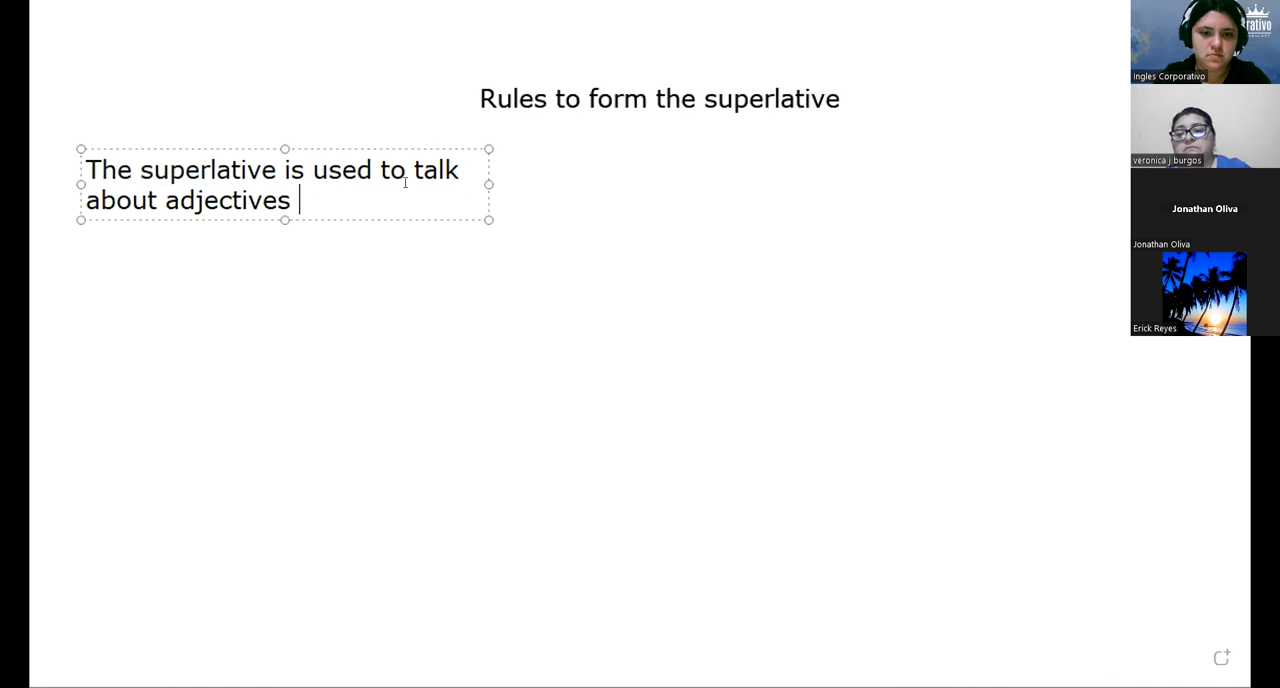 Rules to form the superlative
The superlative is used to talk
about adjectives
rativo
Ingles Corporativo
veronica j burgos
Jonathan Oliva
Jonathan Oliva
Erick Reyes